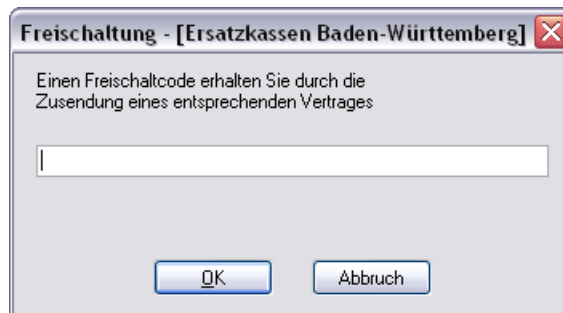 Freischaltung - [Ersatzkassen Baden-Württemberg]
Einen Freischaltcode erhalten Sie durch die
Zusendung eines entsprechenden Vertrages
OK
Abbruch